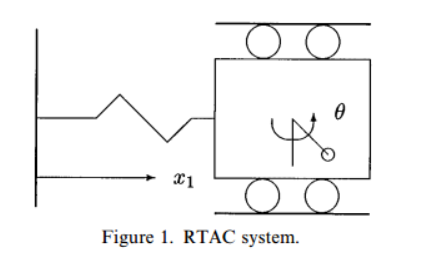 θ
x₁
Figure 1. RTAC system.